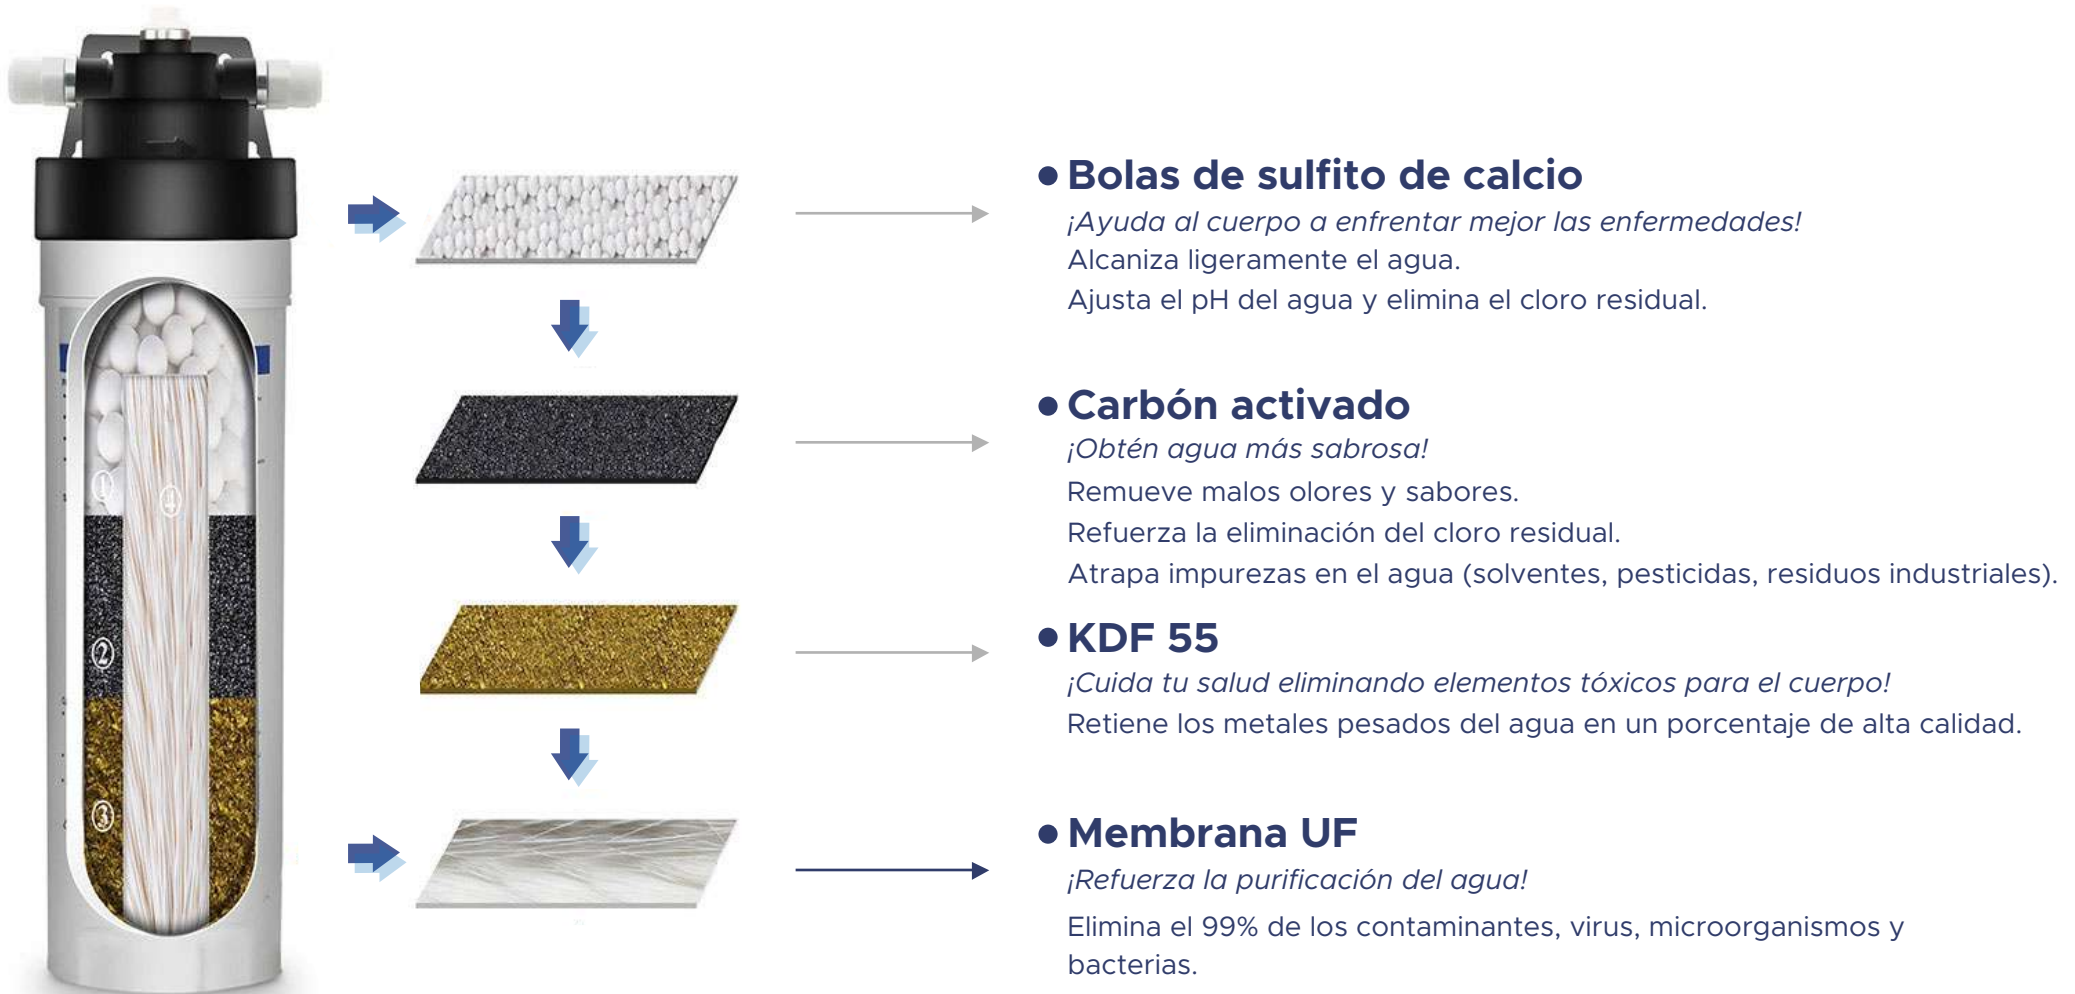 Bolas de sulfito de calcio
¡Ayuda al cuerpo a enfrentar mejor las enfermedades!
Alcaniza ligeramente el agua.
Ajusta el pH del agua y elimina el cloro residual.
Carbón activado
¡Obtén agua más sabrosa!
Remueve malos olores y sabores.
Refuerza la eliminación del cloro residual.
Atrapa impurezas en el agua (solventes, pesticidas, residuos industriales).
KDF 55
¡Cuida tu salud eliminando elementos tóxicos para el cuerpo!
Retiene los metales pesados del agua en un porcentaje de alta calidad.
Membrana UF
¡Refuerza la purificación del agua!
Elimina el 99% de los contaminantes, virus, microorganismos y
bacterias.
①
④
②
③